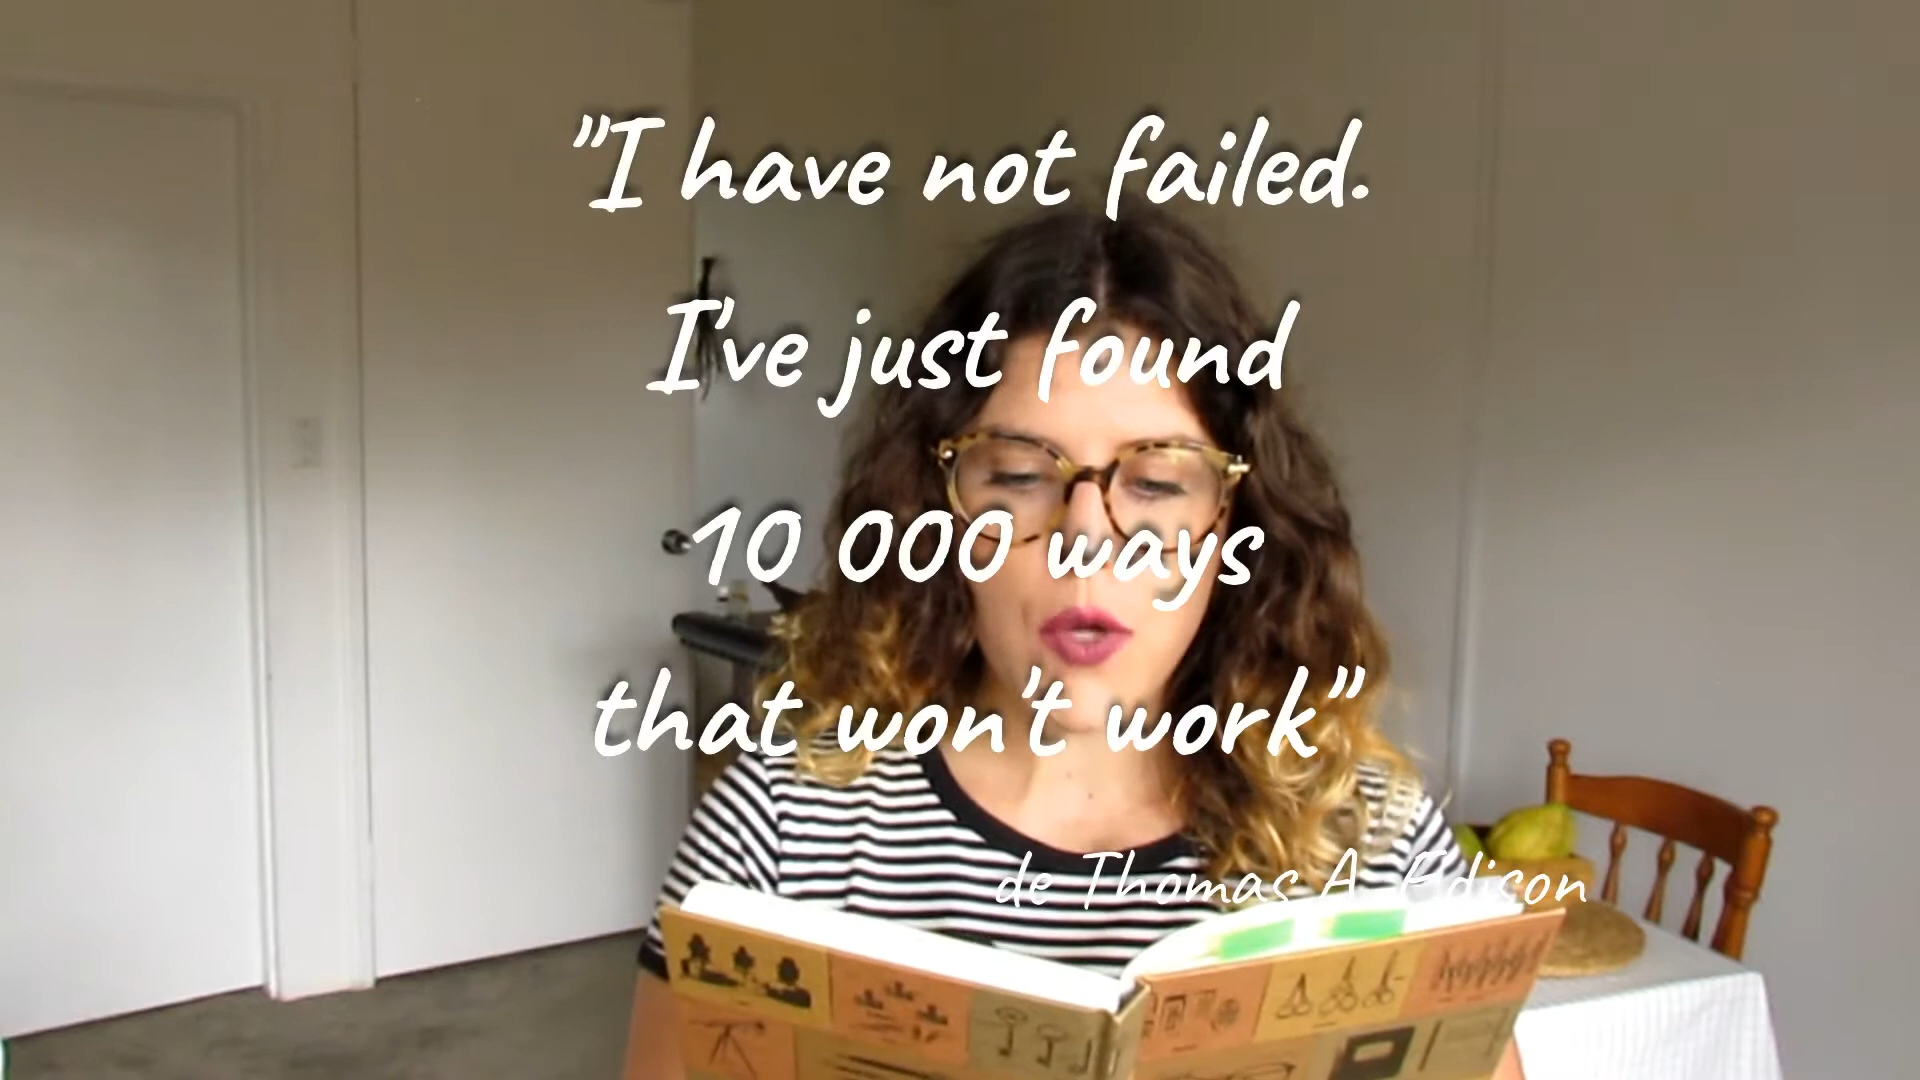 "I have not failed.
I've just found
10 000 ways
that won't work"
de Thomas A. Edison